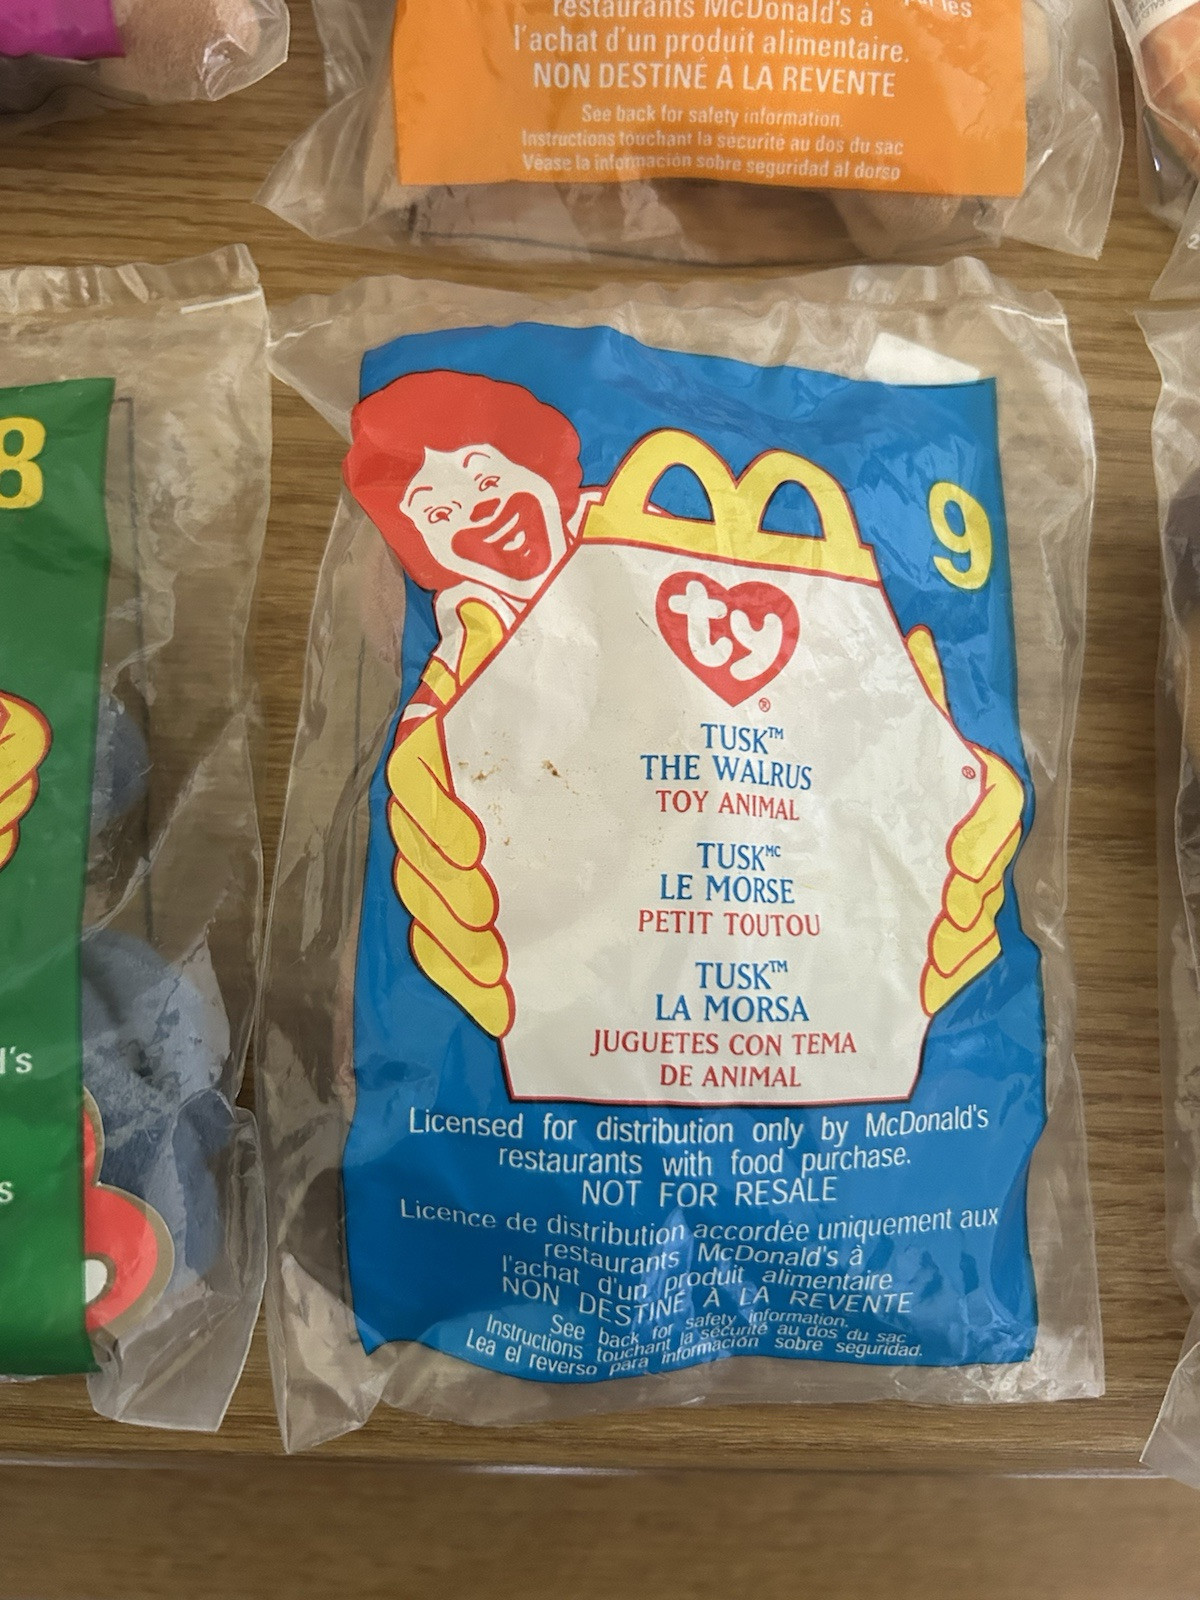 restaurants McDonald's à
l'achat d'un produit alimentaire.
NON DESTINÉ À LA REVENTE
See back for safety information.
Instructions touchant la sécurité au dos du sac
Véase la información sobre seguridad al dorso
8
l's
s
9
ty
®
TUSK™
THE WALRUS
®
TOY ANIMAL
TUSKMC
LE MORSE
PETIT TOUTOU
TUSK™
LA MORSA
JUGUETES CON TEMA
DE ANIMAL
Licensed for distribution only by McDonald's
restaurants with food purchase.
NOT FOR RESALE
Licence de distribution accordée uniquement aux
restaurants McDonald's à
l'achat d'un produit alimentaire
NON DESTINÉ À LA REVENTE
See back for safety information.
Instructions touchant la sécurité au dos du sac
Lea el reverso para información sobre seguridad.